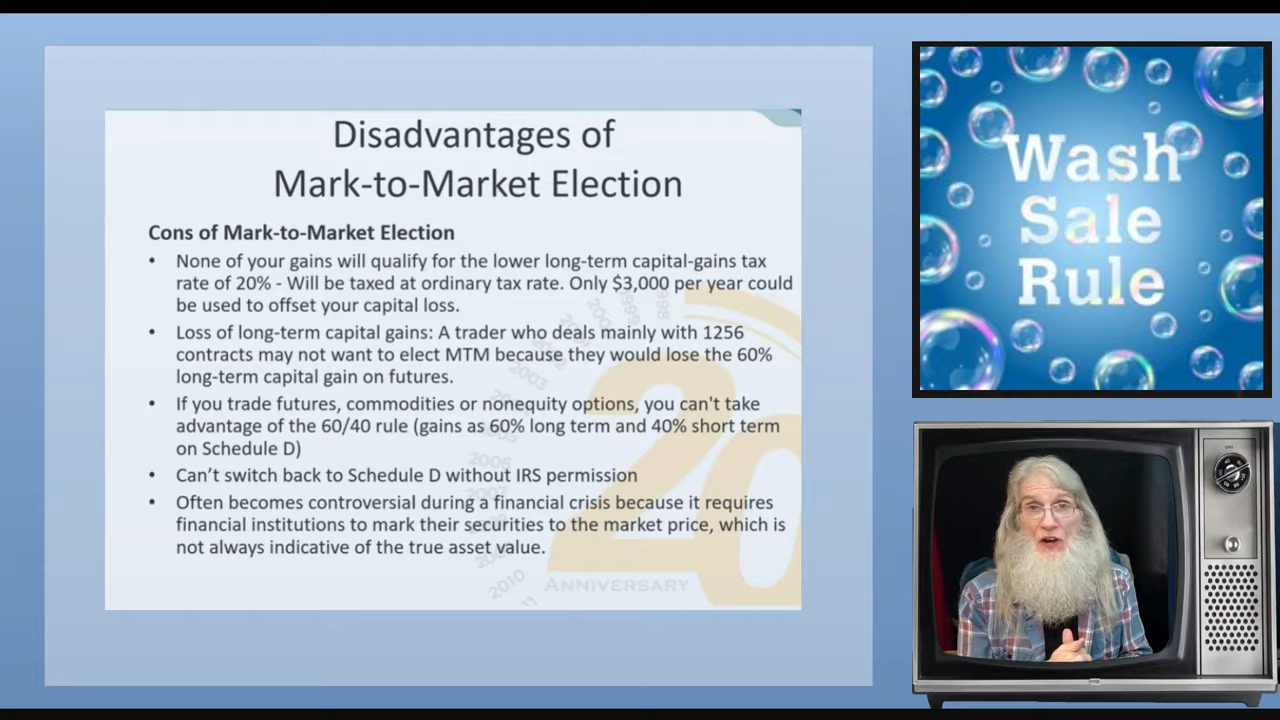 Disadvantages of
Mark-to-Market Election
Cons of Mark-to-Market Election
• None of your gains will qualify for the lower long-term capital-gains tax
rate of 20% - Will be taxed at ordinary tax rate. Only $3,000 per year could
be used to offset your capital loss.
• Loss of long-term capital gains: A trader who deals mainly with 1256
contracts may not want to elect MTM because they would lose the 60%
long-term capital gain on futures.
• If you trade futures, commodities or nonequity options, you can't take
advantage of the 60/40 rule (gains as 60% long term and 40% short term
on Schedule D)
• Can’t switch back to Schedule D without IRS permission
• Often becomes controversial during a financial crisis because it requires
financial institutions to mark their securities to the market price, which is
not always indicative of the true asset value.
1998
2003
2006
2010
20
ANNIVERSARY
Wash
Sale
Rule